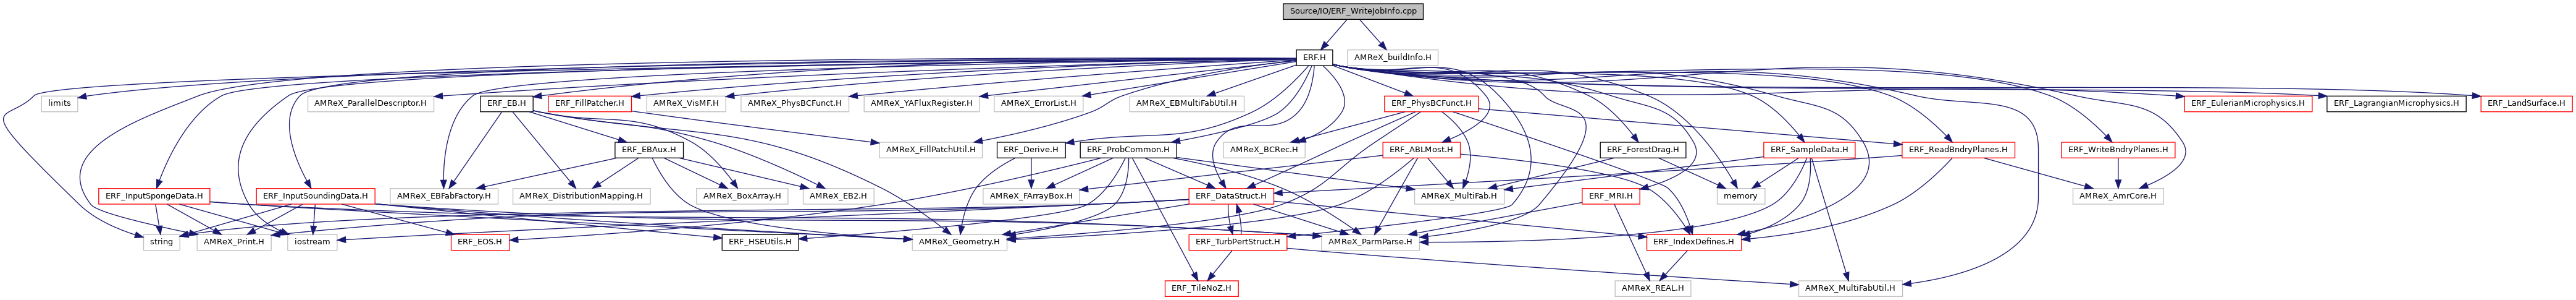 Source/IO/ERF_WriteJobInfo.cpp
ERF.H
AMReX_buildInfo.H
limits
AMReX_ParallelDescriptor.H
ERF_EB.H
ERF_FillPatcher.H
AMReX_VisMF.H
AMReX_PhysBCFunct.H
AMReX_YAFluxRegister.H
AMReX_ErrorList.H
AMReX_EBMultiFabUtil.H
ERF_PhysBCFunct.H
ERF_EulerianMicrophysics.H
ERF_LagrangianMicrophysics.H
ERF_LandSurface.H
ERF_EBAux.H
AMReX_FillPatchUtil.H
ERF_Derive.H
ERF_ProbCommon.H
AMReX_BCRec.H
ERF_ABLMost.H
ERF_ForestDrag.H
ERF_SampleData.H
ERF_ReadBndryPlanes.H
ERF_WriteBndryPlanes.H
ERF_InputSpongeData.H
ERF_InputSoundingData.H
AMReX_EBFabFactory.H
AMReX_DistributionMapping.H
AMReX_BoxArray.H
AMReX_EB2.H
AMReX_FArrayBox.H
ERF_DataStruct.H
AMReX_MultiFab.H
ERF_MRI.H
memory
AMReX_AmrCore.H
string
AMReX_Print.H
iostream
ERF_EOS.H
ERF_HSEUtils.H
AMReX_Geometry.H
ERF_TurbPertStruct.H
AMReX_ParmParse.H
ERF_IndexDefines.H
ERF_TileNoZ.H
AMReX_REAL.H
AMReX_MultiFabUtil.H